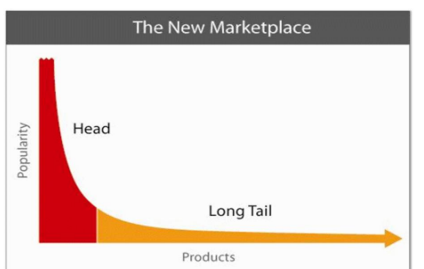 The New Marketplace
Head
Popularity
Long Tail
Products